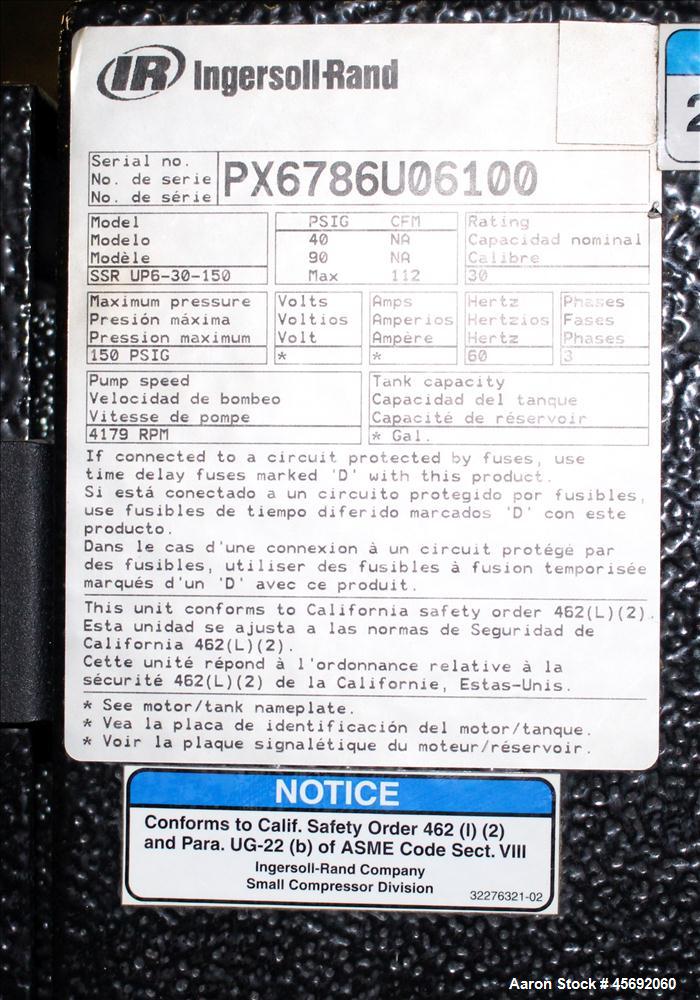 IR Ingersoll-Rand
2
Serial no.
No. de serie
No. de série
PX6786U06100
Model
Modelo
Modèle
SSR UP6-30-150
PSIG CFM
40 NA
90 NA
Max 112
Rating
Capacidad nominal
Calibre
30
Maximum pressure
Presión máxima
Pression maximum
150 PSIG
Volts
Voltios
Volt
*
Amps
Amperios
Ampère
*
Hertz
Hertzios
Hertz
60
Phases
Fases
Phases
3
Pump speed
Velocidad de bombeo
Vitesse de pompe
4179 RPM
Tank capacity
Capacidad del tanque
Capacité de réservoir
* Gal.
If connected to a circuit protected by fuses, use
time delay fuses marked 'D' with this product.
Si está conectado a un circuito protegido por fusibles,
use fusibles de tiempo diferido marcados 'D' con este
producto.
Dans le cas d'une connexion à un circuit protégé par
des fusibles, utiliser des fusibles à fusion temporisée
marqués d'un 'D' avec ce produit.
This unit conforms to California safety order 462(L)(2).
Esta unidad se ajusta a las normas de Seguridad de
California 462(L)(2).
Cette unité répond à l'ordonnance relative à la
sécurité 462(L)(2) de la Californie, Estas-Unis.
* See motor/tank nameplate.
* Vea la placa de identificación del motor/tanque.
* Voir la plaque signalétique du moteur/réservoir.
NOTICE
Conforms to Calif. Safety Order 462 (l) (2)
and Para. UG-22 (b) of ASME Code Sect. VIII
Ingersoll-Rand Company
Small Compressor Division
32276321-02
Aaron Stock # 45692060